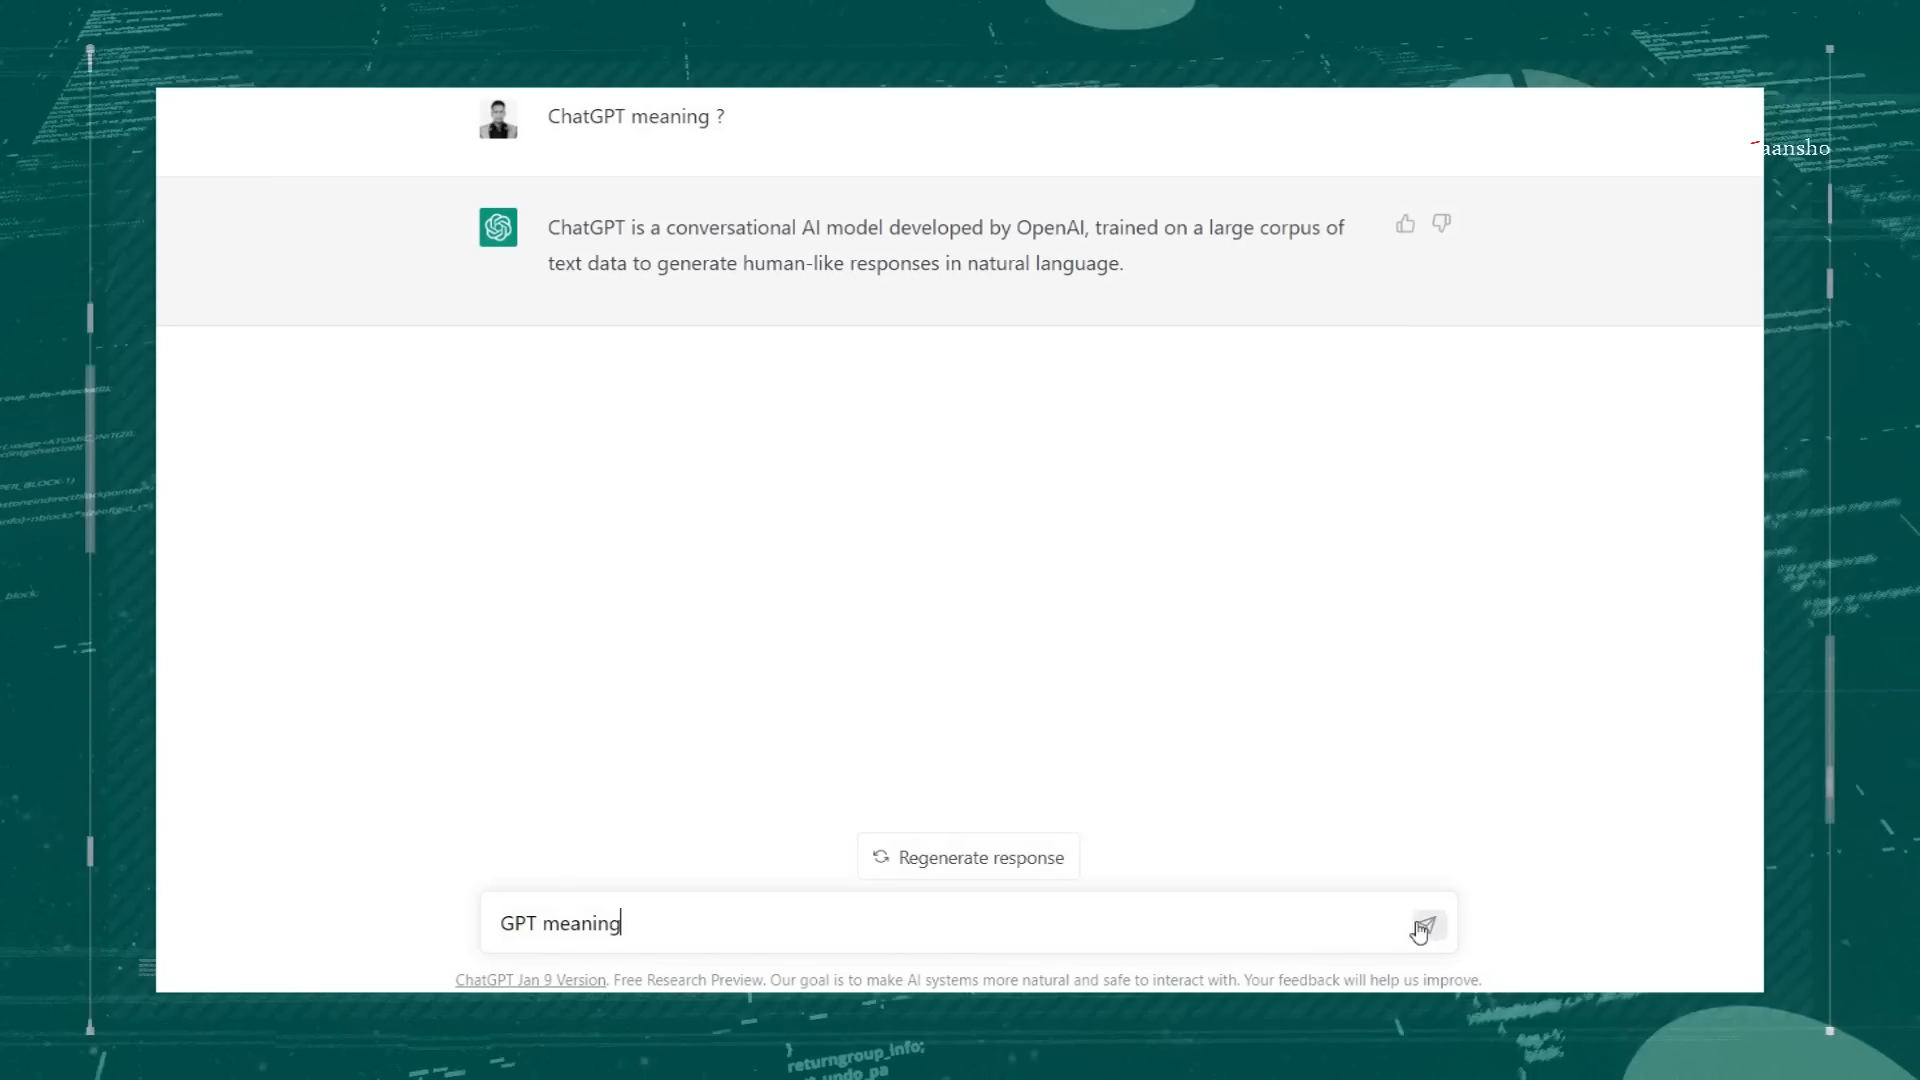 ChatGPT meaning ?
aansho
ChatGPT is a conversational AI model developed by OpenAI, trained on a large corpus of
text data to generate human-like responses in natural language.
Regenerate response
GPT meaning
ChatGPT Jan 9 Version. Free Research Preview. Our goal is to make AI systems more natural and safe to interact with. Your feedback will help us improve.
}
returngroup_info;
undo_pa